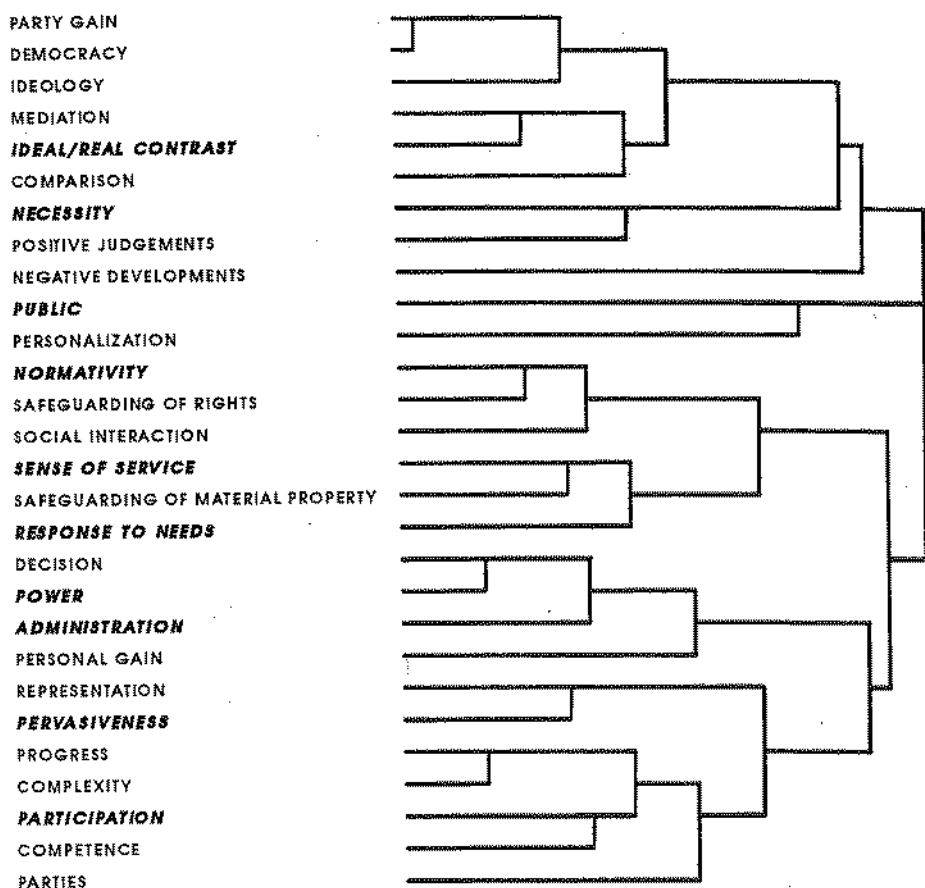 PARTY GAIN
DEMOCRACY
IDEOLOGY
MEDIATION
IDEAL/REAL CONTRAST
COMPARISON
NECESSITY
POSITIVE JUDGEMENTS
NEGATIVE DEVELOPMENTS
PUBLIC
PERSONALIZATION
NORMATIVITY
SAFEGUARDING OF RIGHTS
SOCIAL INTERACTION
SENSE OF SERVICE
SAFEGUARDING OF MATERIAL PROPERTY
RESPONSE TO NEEDS
DECISION
POWER
ADMINISTRATION
PERSONAL GAIN
REPRESENTATION
PERVASIVENESS
PROGRESS
COMPLEXITY
PARTICIPATION
COMPETENCE
PARTIES